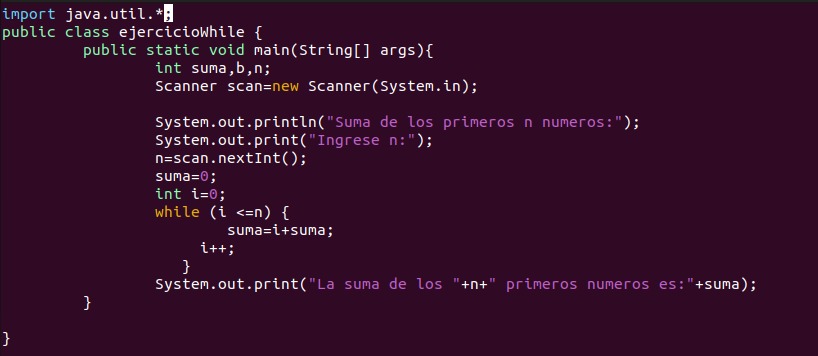 import java.util.*;
public class ejercicioWhile {
public static void main(String[] args){
int suma,b,n;
Scanner scan=new Scanner(System.in);
System.out.println("Suma de los primeros n numeros:");
System.out.print("Ingrese n:");
n=scan.nextInt();
suma=0;
int i=0;
while (i <=n) {
suma=i+suma;
i++;
}
System.out.print("La suma de los "+n+" primeros numeros es:"+suma);
}
}